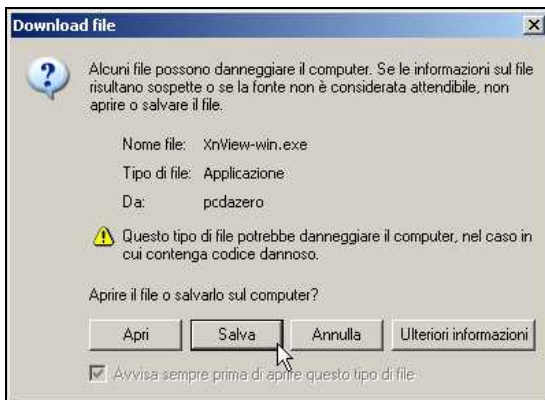 Download file
Alcuni file possono danneggiare il computer. Se le informazioni sul file
risultano sospette o se la fonte non è considerata attendibile, non
aprire o salvare il file.
Nome file: XnView-win.exe
Tipo di file: Applicazione
Da: pcdazero
Questo tipo di file potrebbe danneggiare il computer, nel caso in
cui contenga codice dannoso.
Aprire il file o salvarlo sul computer?
Apri Salva Annulla Ulteriori informazioni
Avvisa sempre prima di aprire questo tipo di file